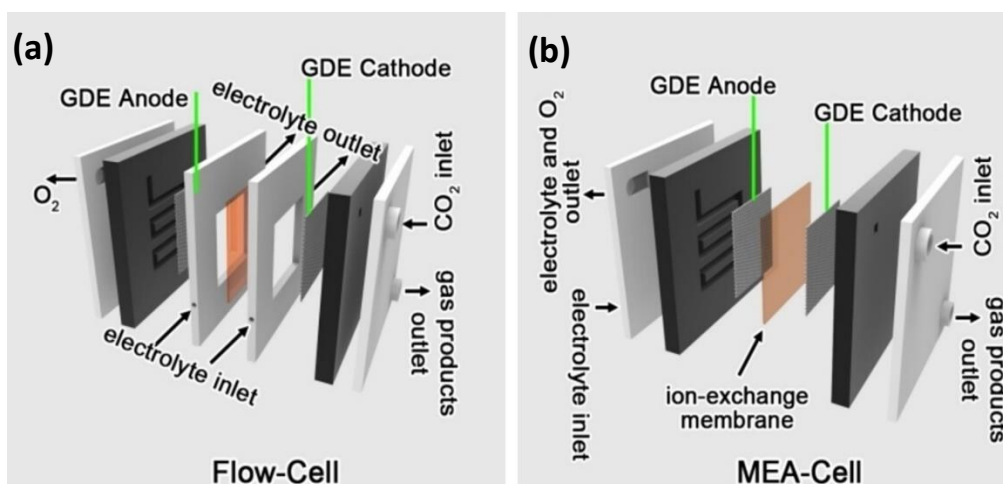 (a)
GDE Cathode
GDE Anode
electrolyte outlet
O2
CO2 inlet
gas products
outlet
electrolyte inlet
Flow-Cell
(b)
GDE Anode
GDE Cathode
electrolyte and O2
outlet
electrolyte inlet
CO2 inlet
gas products
outlet
ion-exchange
membrane
MEA-Cell